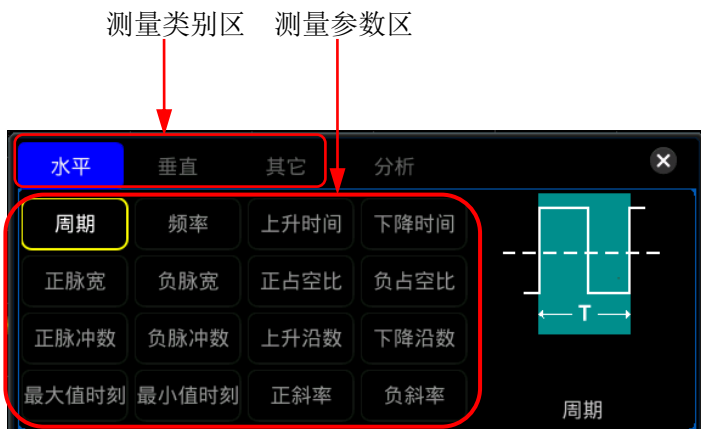 测量类别区 测量参数区
水平 垂直 其它 分析
周期 频率 上升时间 下降时间
正脉宽 负脉宽 正占空比 负占空比
T
正脉冲数 负脉冲数 上升沿数 下降沿数
最大值时刻 最小值时刻 正斜率 负斜率
周期